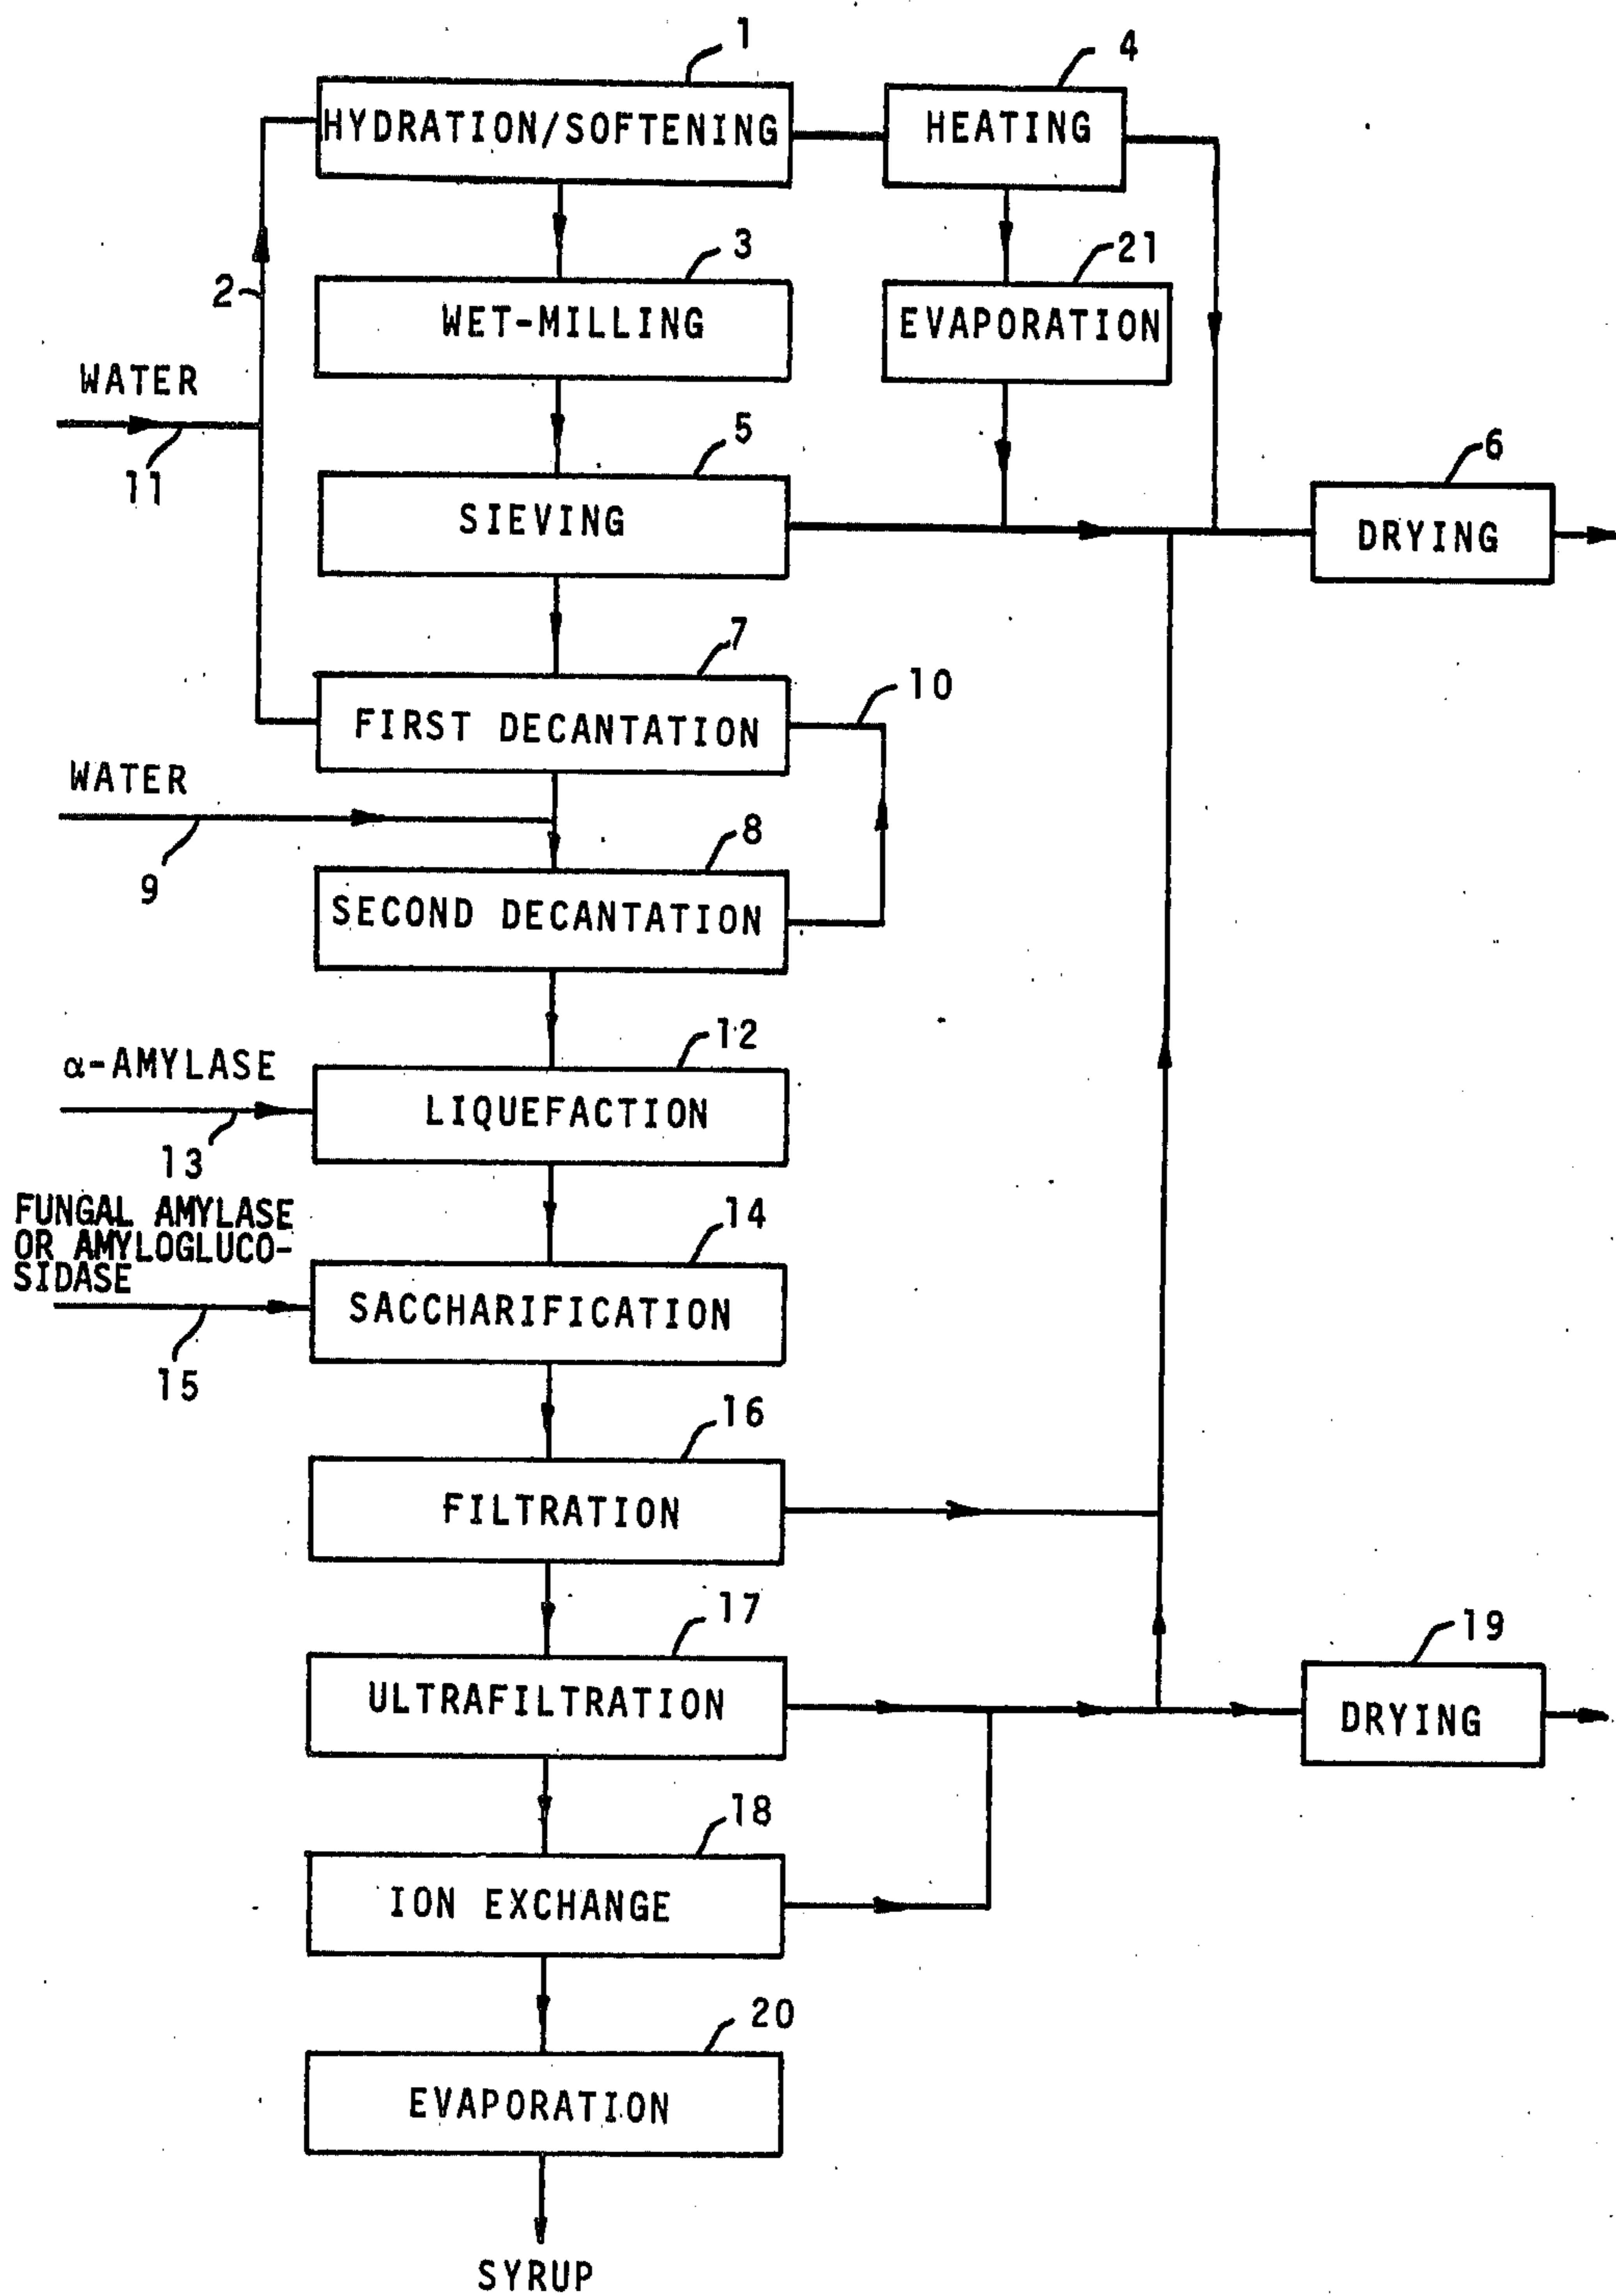 1
4
HYDRATION/SOFTENING
HEATING
3
21
2
WET-MILLING
EVAPORATION
WATER
11
5
6
SIEVING
DRYING
7
10
FIRST DECANTATION
WATER
9
8
SECOND DECANTATION
12
α-AMYLASE
LIQUEFACTION
13
FUNGAL AMYLASE
OR AMYLOGLUCO-
SIDASE
14
SACCHARIFICATION
15
16
FILTRATION
17
19
ULTRAFILTRATION
DRYING
18
ION EXCHANGE
20
EVAPORATION
SYRUP